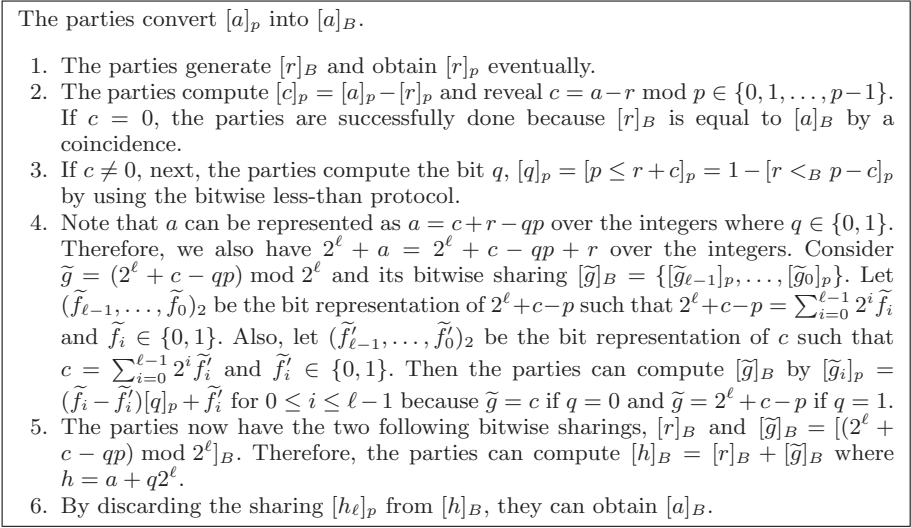 The parties convert [a]_p into [a]_B.
1. The parties generate [r]_B and obtain [r]_p eventually.
2. The parties compute [c]_p = [a]_p−[r]_p and reveal c = a−r mod p ∈ {0, 1, . . . , p−1}.
If c = 0, the parties are successfully done because [r]_B is equal to [a]_B by a
coincidence.
3. If c ≠ 0, next, the parties compute the bit q, [q]_p = [p ≤ r + c]_p = 1 − [r <_B p − c]_p
by using the bitwise less-than protocol.
4. Note that a can be represented as a = c+r −qp over the integers where q ∈ {0, 1}.
Therefore, we also have 2^ℓ + a = 2^ℓ + c − qp + r over the integers. Consider
g̃ = (2^ℓ + c − qp) mod 2^ℓ and its bitwise sharing [g̃]_B = {[g̃_{ℓ−1}]_p, . . . , [g̃_0]_p}. Let
(f̃_{ℓ−1}, . . . , f̃_0)_2 be the bit representation of 2^ℓ+c−p such that 2^ℓ+c−p = ∑_{i=0}^{ℓ−1} 2^i f̃_i
and f̃_i ∈ {0, 1}. Also, let (f̃′_{ℓ−1}, . . . , f̃′_0)_2 be the bit representation of c such that
c = ∑_{i=0}^{ℓ−1} 2^i f̃′_i and f̃′_i ∈ {0, 1}. Then the parties can compute [g̃]_B by [g̃_i]_p =
(f̃_i − f̃′_i)[q]_p + f̃′_i for 0 ≤ i ≤ ℓ−1 because g̃ = c if q = 0 and g̃ = 2^ℓ + c−p if q = 1.
5. The parties now have the two following bitwise sharings, [r]_B and [g̃]_B = [(2^ℓ +
c − qp) mod 2^ℓ]_B. Therefore, the parties can compute [h]_B = [r]_B + [g̃]_B where
h = a + q2^ℓ.
6. By discarding the sharing [h_ℓ]_p from [h]_B, they can obtain [a]_B.